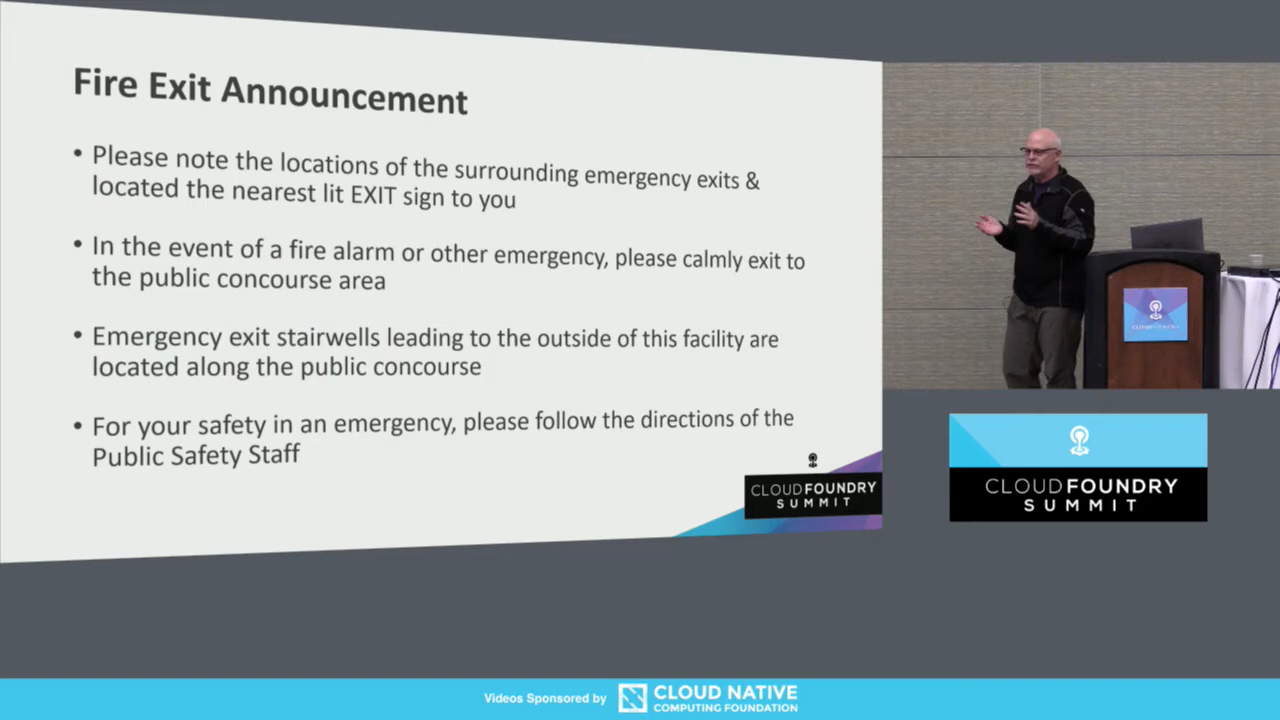 Fire Exit Announcement
• Please note the locations of the surrounding emergency exits &
located the nearest lit EXIT sign to you
• In the event of a fire alarm or other emergency, please calmly exit to
the public concourse area
• Emergency exit stairwells leading to the outside of this facility are
located along the public concourse
• For your safety in an emergency, please follow the directions of the
Public Safety Staff
CLOUDFOUNDRY
SUMMIT
CLOUDFOUNDRY
SUMMIT
Videos Sponsored by
CLOUD NATIVE
COMPUTING FOUNDATION